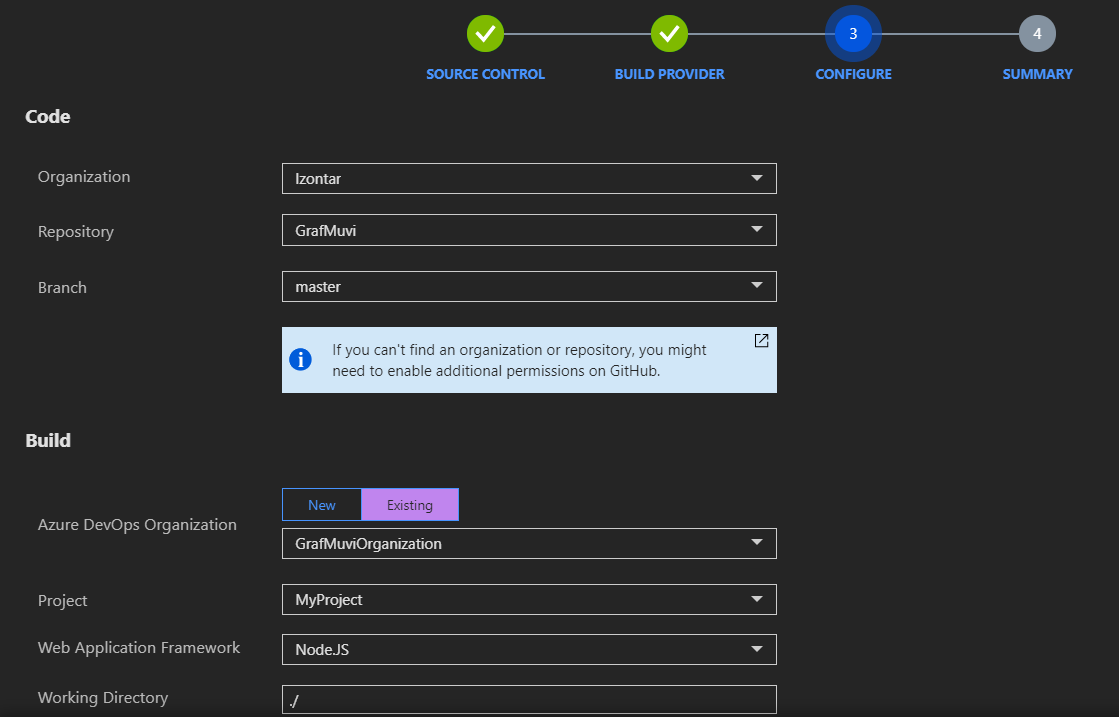 3
4
SOURCE CONTROL
BUILD PROVIDER
CONFIGURE
SUMMARY
Code
Organization
Izontar
Repository
GrafMuvi
Branch
master
If you can't find an organization or repository, you might
need to enable additional permissions on GitHub.
Build
New
Existing
Azure DevOps Organization
GrafMuviOrganization
Project
MyProject
Web Application Framework
Node.JS
Working Directory
./